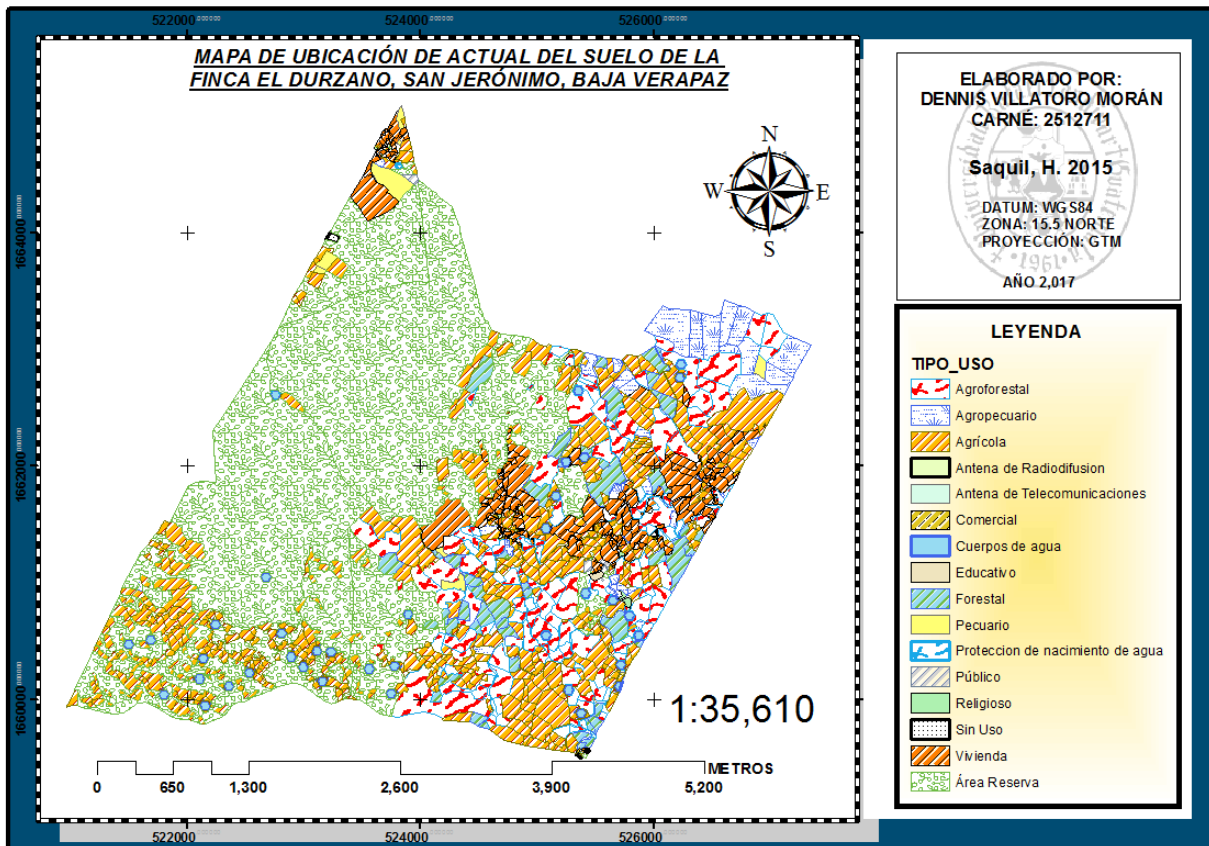 522000 524000 526000
MAPA DE UBICACIÓN DE ACTUAL DEL SUELO DE LA
FINCA EL DURZANO, SAN JERÓNIMO, BAJA VERAPAZ
N
W E
S
1664000
1662000
1660000
1:35,610
METROS
0 650 1,300 2,600 3,900 5,200
522000 524000 526000
ELABORADO POR:
DENNIS VILLATORO MORÁN
CARNÉ: 2512711
Saquil, H. 2015
DATUM: WGS84
ZONA: 15.5 NORTE
PROYECCIÓN: GTM
1961
AÑO 2,017
LEYENDA
TIPO_USO
Agroforestal
Agropecuario
Agrícola
Antena de Radiodifusion
Antena de Telecomunicaciones
Comercial
Cuerpos de agua
Educativo
Forestal
Pecuario
Proteccion de nacimiento de agua
Público
Religioso
Sin Uso
Vivienda
Área Reserva